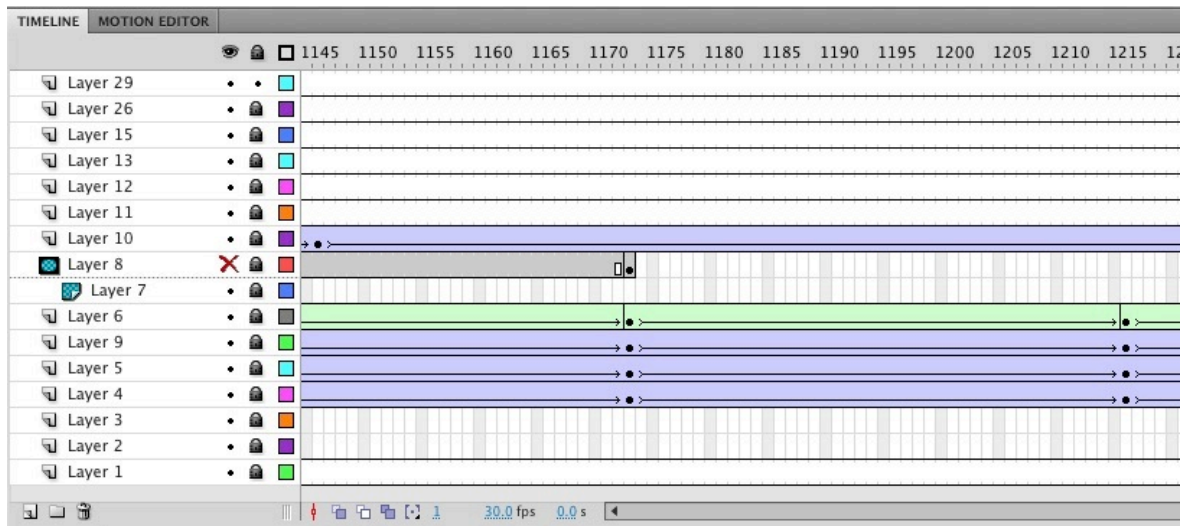 TIMELINE MOTION EDITOR
1145 1150 1155 1160 1165 1170 1175 1180 1185 1190 1195 1200 1205 1210 1215
Layer 29
Layer 26
Layer 15
Layer 13
Layer 12
Layer 11
Layer 10
Layer 8
Layer 7
Layer 6
Layer 9
Layer 5
Layer 4
Layer 3
Layer 2
Layer 1
1 30.0 fps 0.0 s